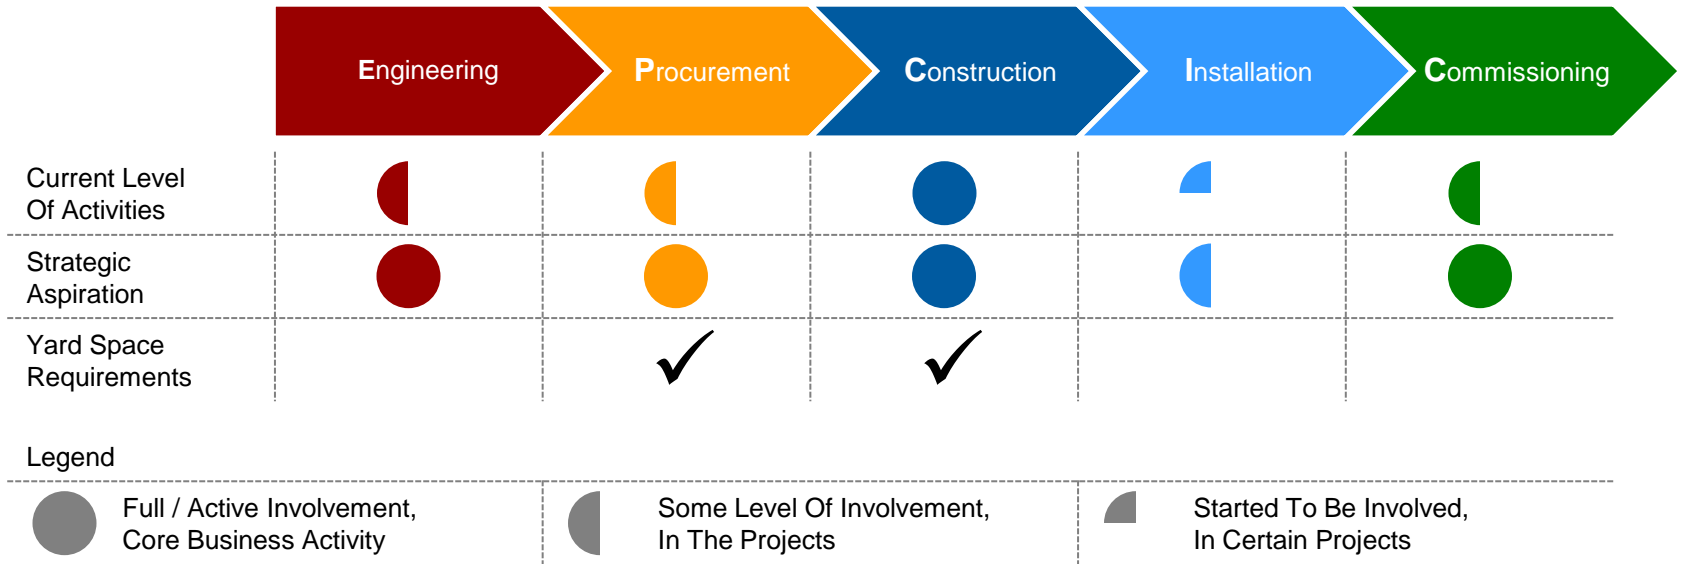 Engineering
Procurement
Construction
Installation
Commissioning
Current Level
Of Activities
Strategic
Aspiration
Yard Space
Requirements
Legend
Full / Active Involvement,
Core Business Activity
Some Level Of Involvement,
In The Projects
Started To Be Involved,
In Certain Projects